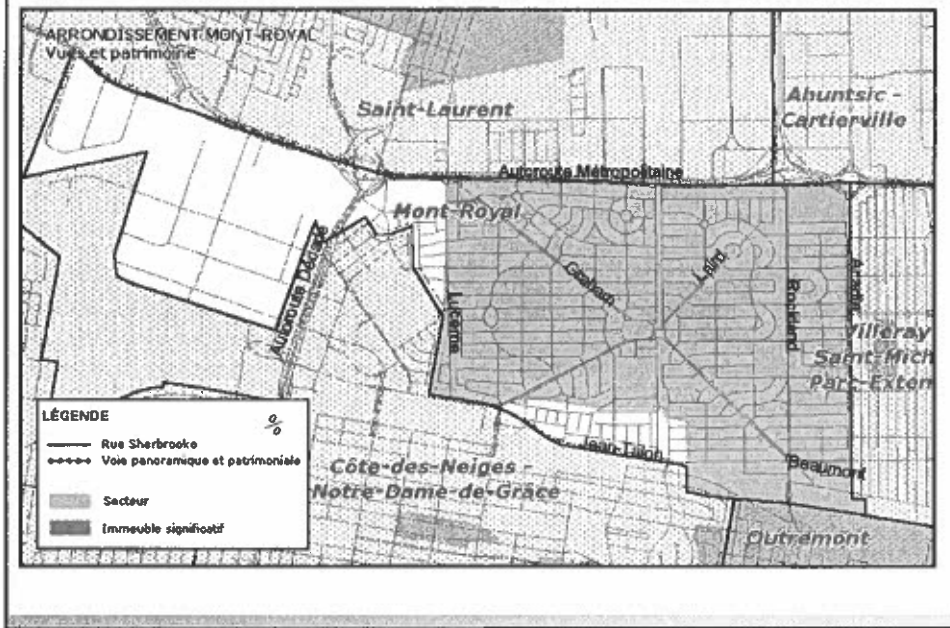 ARRONDISSEMENT MONT-ROYAL
Vues et patrimoine
Saint-Laurent
Ahuntsic -
Cartierville
Autoroute Métropolitaine
Mont-Royal
Autoroute Décarie
Lucerne
Graham
Laird
Rockland
Acadie
Villeray
Saint-Mich
Parc-Exten
LÉGENDE
Rue Sherbrooke
Voie panoramique et patrimoniale
Secteur
Immeuble significatif
Côte-des-Neiges -
Notre-Dame-de-Grâce
Jean-Talon
Beaumont
Outremont